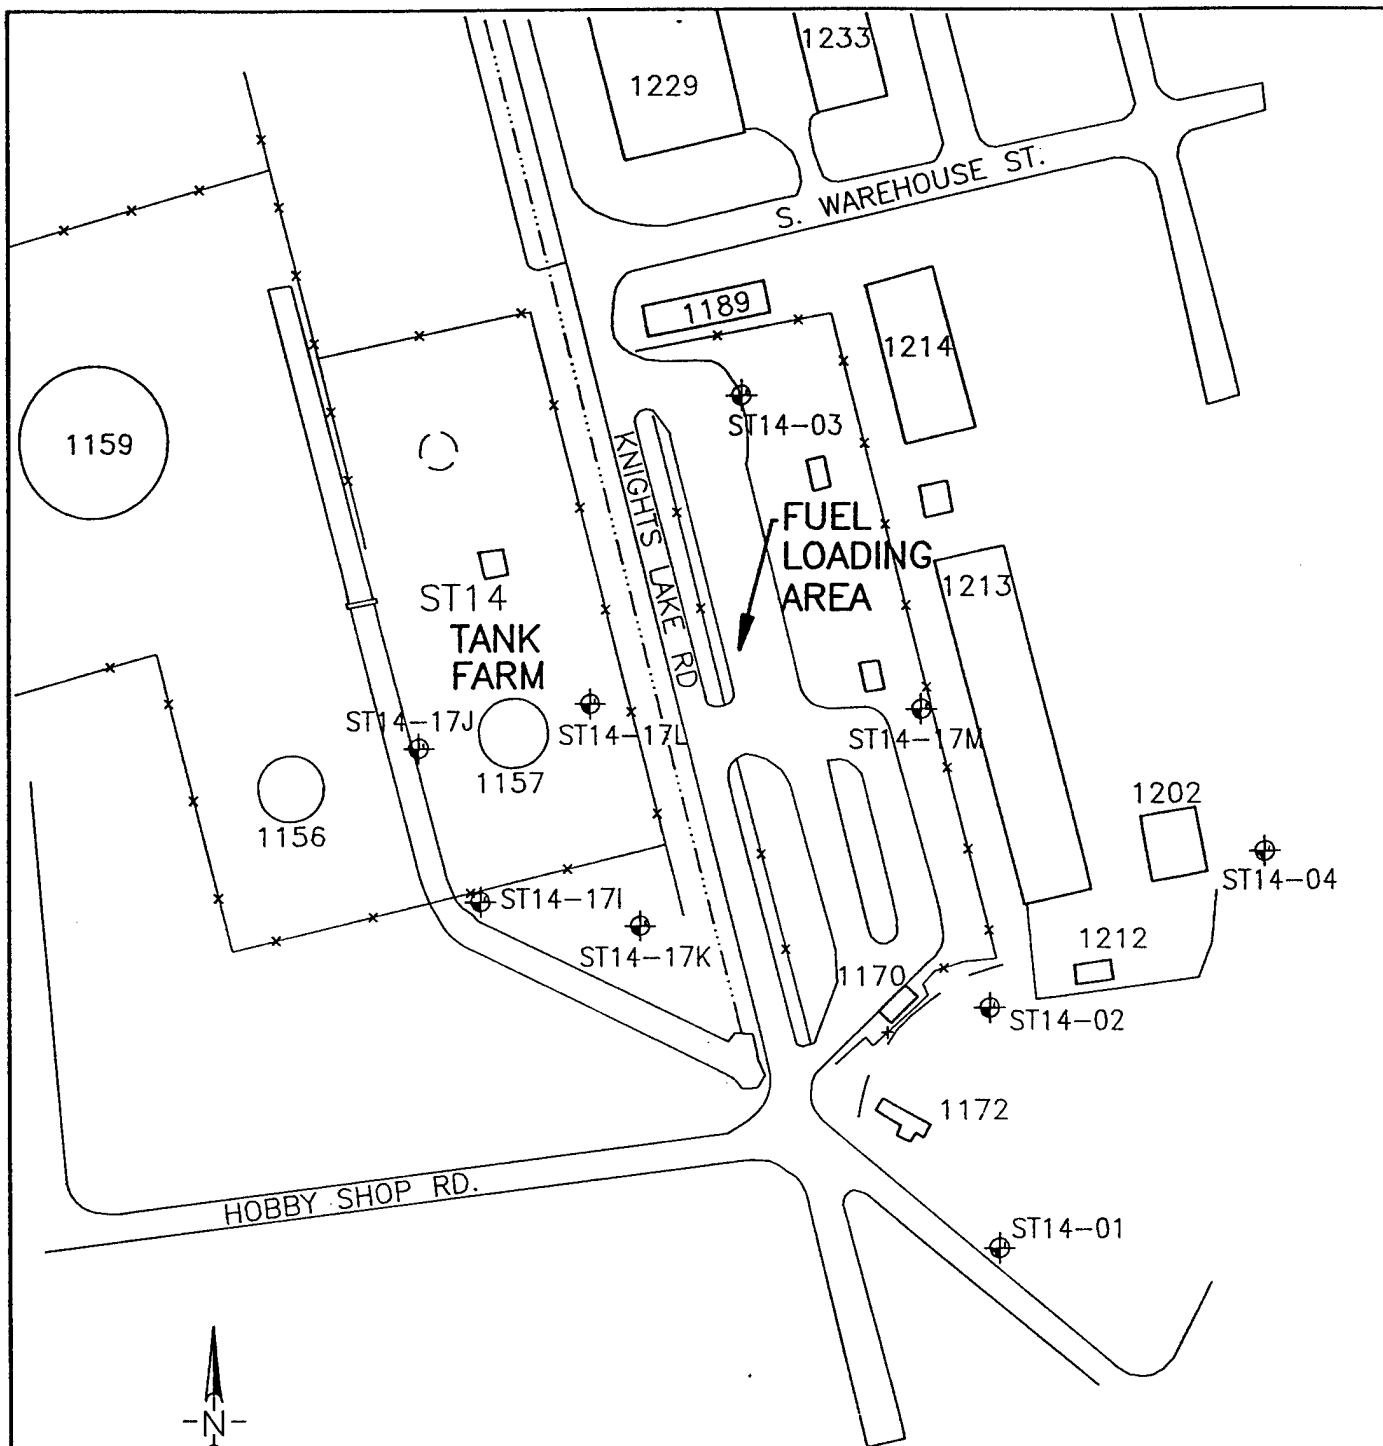 1233
1229
S. WAREHOUSE ST.
1189
1214
ST14-03
1159
KNIGHTS LAKE RD
FUEL
LOADING
AREA
1213
ST14
TANK
FARM
ST14-17J
ST14-17L
ST14-17M
1157
1156
1202
ST14-04
ST14-17I
ST14-17K
1212
1170
ST14-02
1172
HOBBY SHOP RD.
ST14-01
-N-